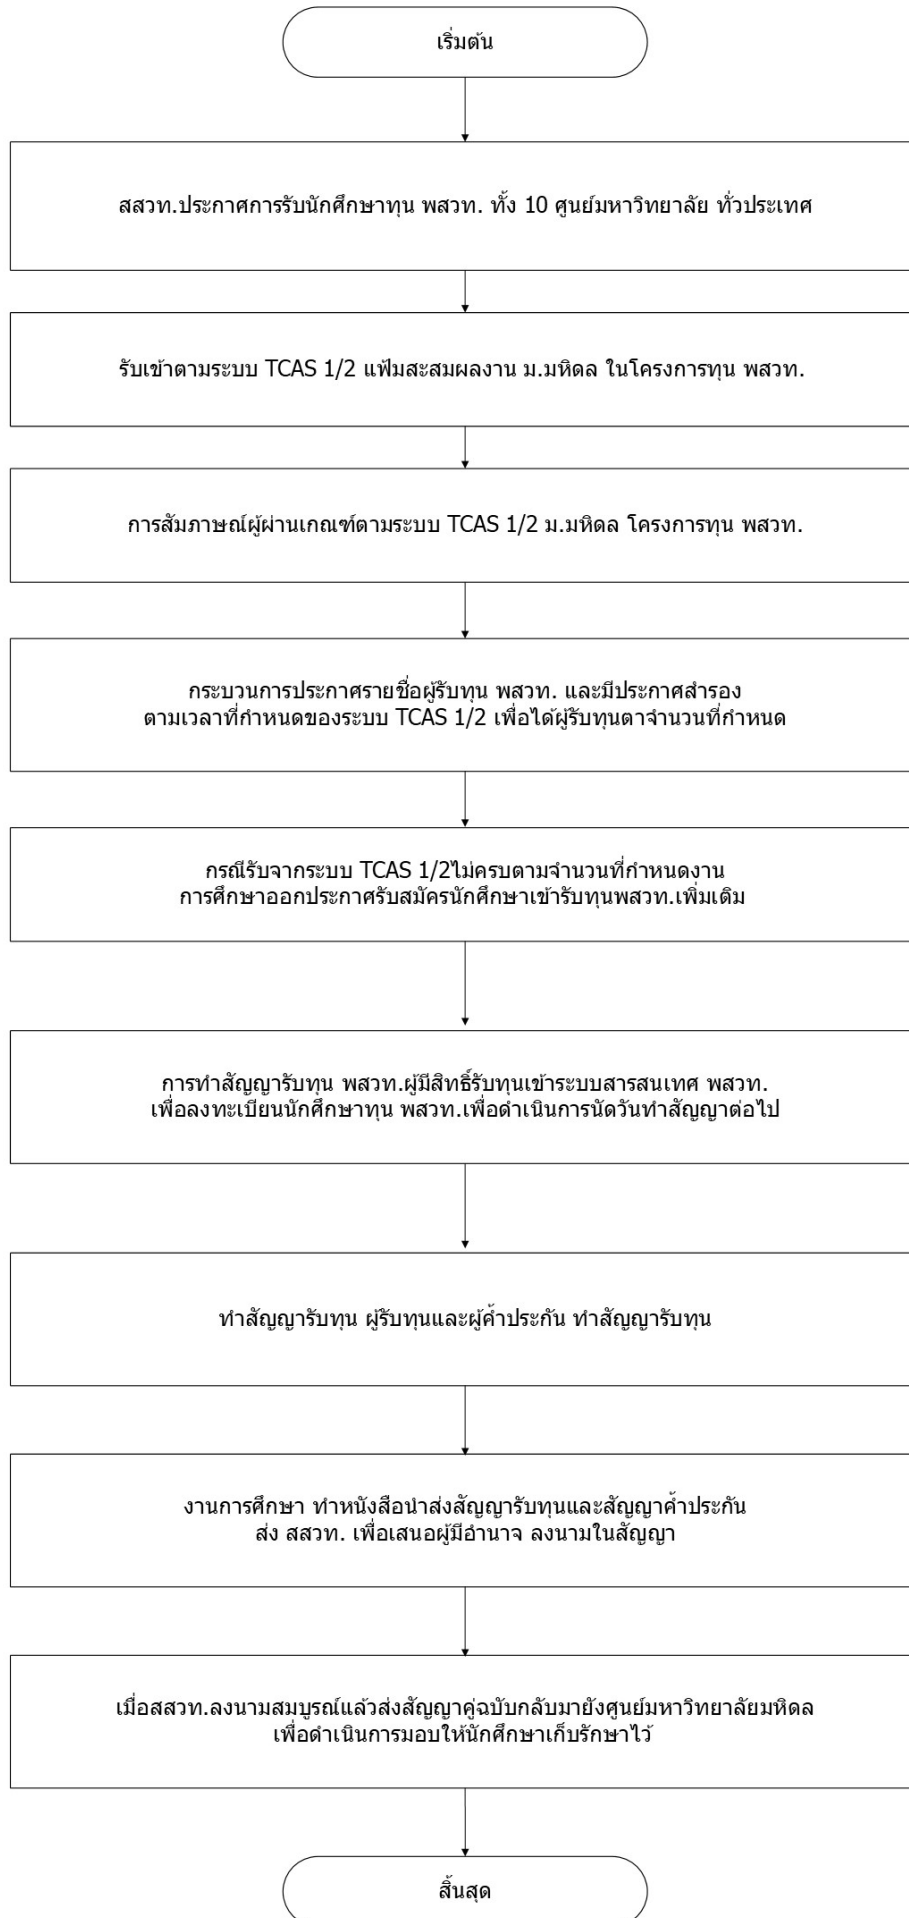 เริ่มต้น
สสวท.ประกาศการรับนักศึกษาทุน พสวท. ทั้ง 10 ศูนย์มหาวิทยาลัย ทั่วประเทศ
รับเข้าตามระบบ TCAS 1/2 แฟ้มสะสมผลงาน ม.มหิดล ในโครงการทุน พสวท.
การสัมภาษณ์ผู้ผ่านเกณฑ์ตามระบบ TCAS 1/2 ม.มหิดล โครงการทุน พสวท.
กระบวนการประกาศรายชื่อผู้รับทุน พสวท. และมีประกาศสำรอง
ตามเวลาที่กำหนดของระบบ TCAS 1/2 เพื่อได้ผู้รับทุนตาจำนวนที่กำหนด
กรณีรับจากระบบ TCAS 1/2ไม่ครบตามจำนวนที่กำหนดงาน
การศึกษาออกประกาศรับสมัครนักศึกษาเข้ารับทุนพสวท.เพิ่มเติม
การทำสัญญารับทุน พสวท.ผู้มีสิทธิ์รับทุนเข้าระบบสารสนเทศ พสวท.
เพื่อลงทะเบียนนักศึกษาทุน พสวท.เพื่อดำเนินการนัดวันทำสัญญาต่อไป
ทำสัญญารับทุน ผู้รับทุนและผู้ค้ำประกัน ทำสัญญารับทุน
งานการศึกษา ทำหนังสือนำส่งสัญญารับทุนและสัญญาค้ำประกัน
ส่ง สสวท. เพื่อเสนอผู้มีอำนาจ ลงนามในสัญญา
เมื่อสสวท.ลงนามสมบูรณ์แล้วส่งสัญญาคู่ฉบับกลับมายังศูนย์มหาวิทยาลัยมหิดล
เพื่อดำเนินการมอบให้นักศึกษาเก็บรักษาไว้
สิ้นสุด